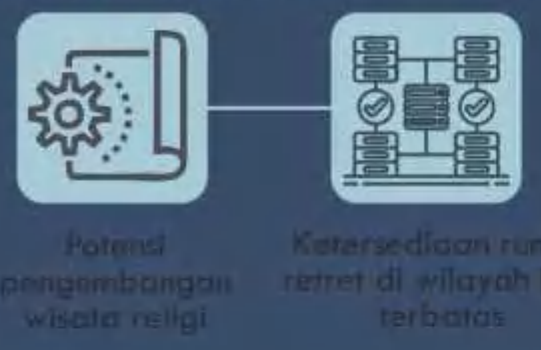 Potensi
pengembangan
wisata religi
Ketersediaan
retret di wilayah
terbatas